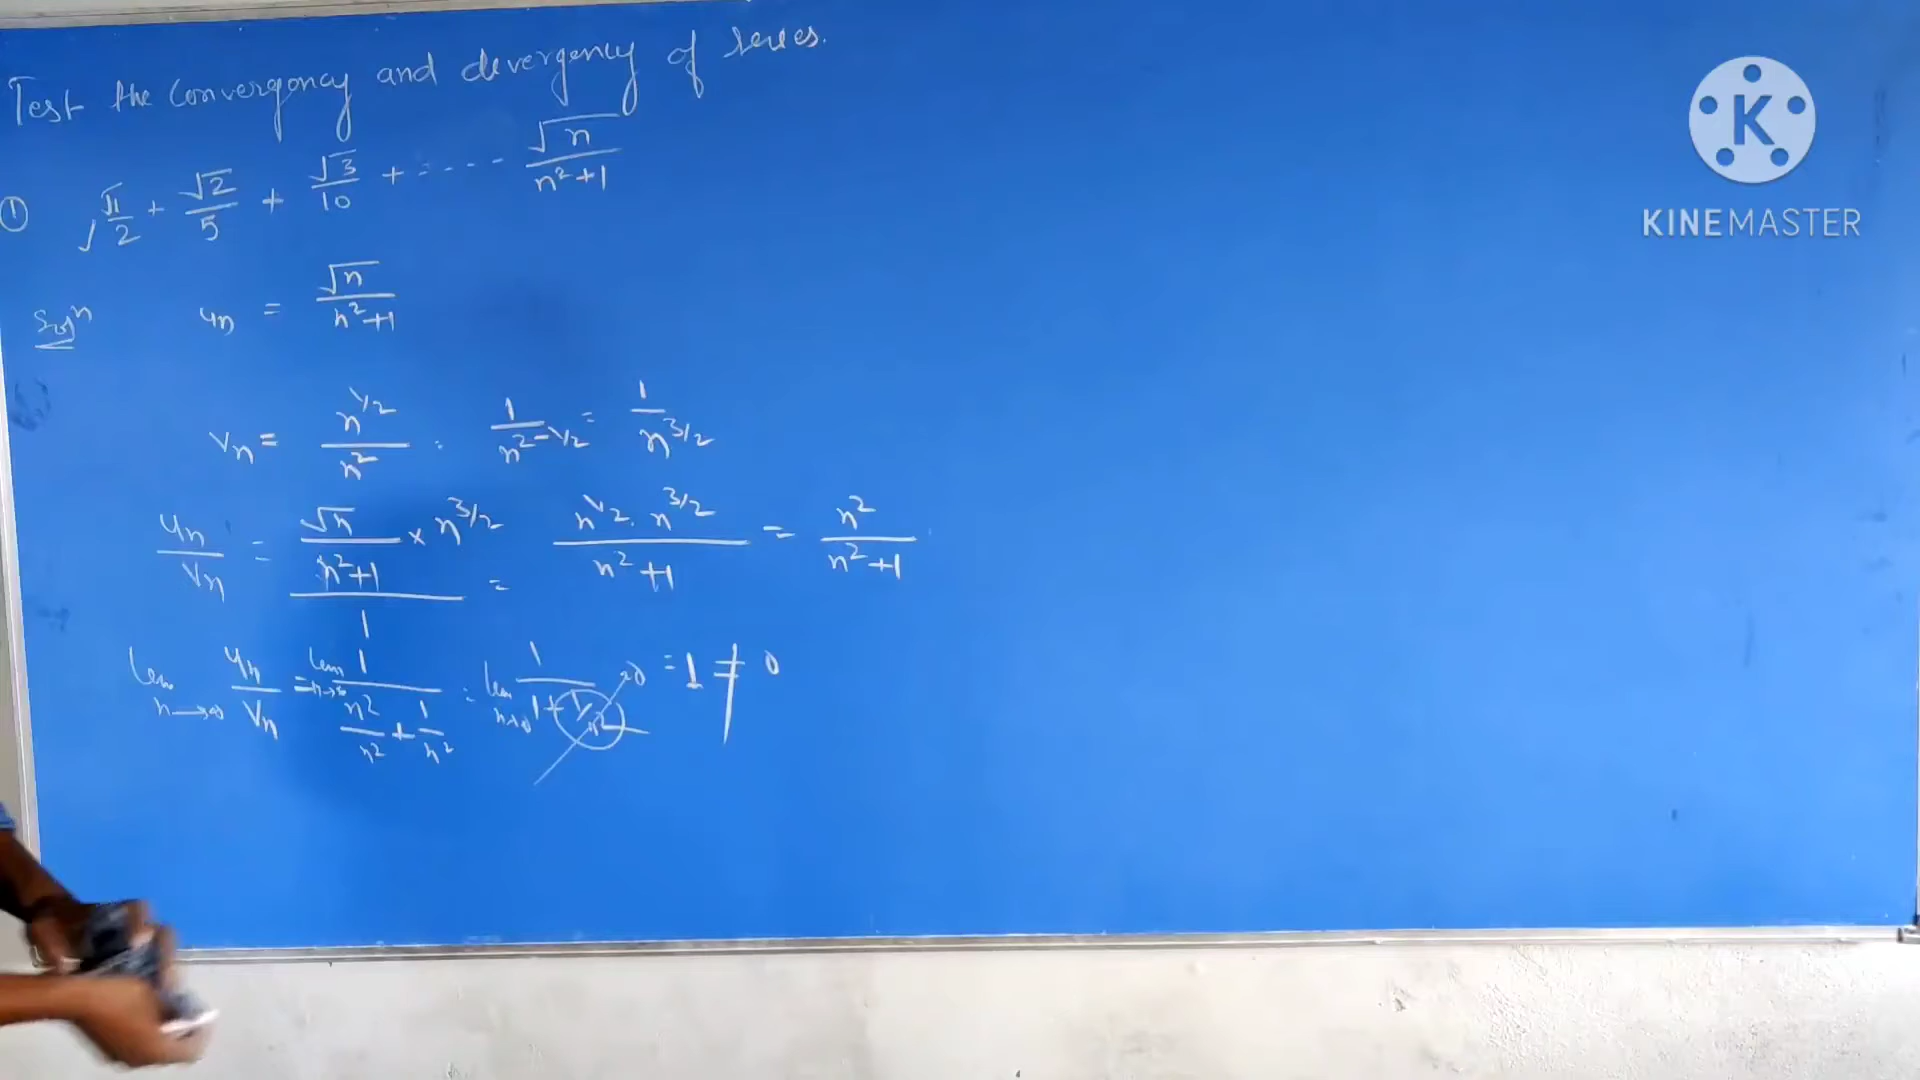 Test the Convergency and divergency of series.
① √ √1/2 + √2/5 + √3/10 + - - - - √n/n²+1
Solⁿ uₙ = √n/n²+1
vₙ = n^1/2/n² = 1/n^2-1/2 = 1/n^3/2
uₙ/vₙ = √n/n²+1 × n^3/2 / 1 = n^1/2 . n^3/2/n²+1 = n²/n²+1
lim n→∞ uₙ/vₙ = lim n→∞ 1/n²/n² + 1/n² = lim n→∞ 1/1+1/n² = 1 ≠ 0
K
KINEMASTER